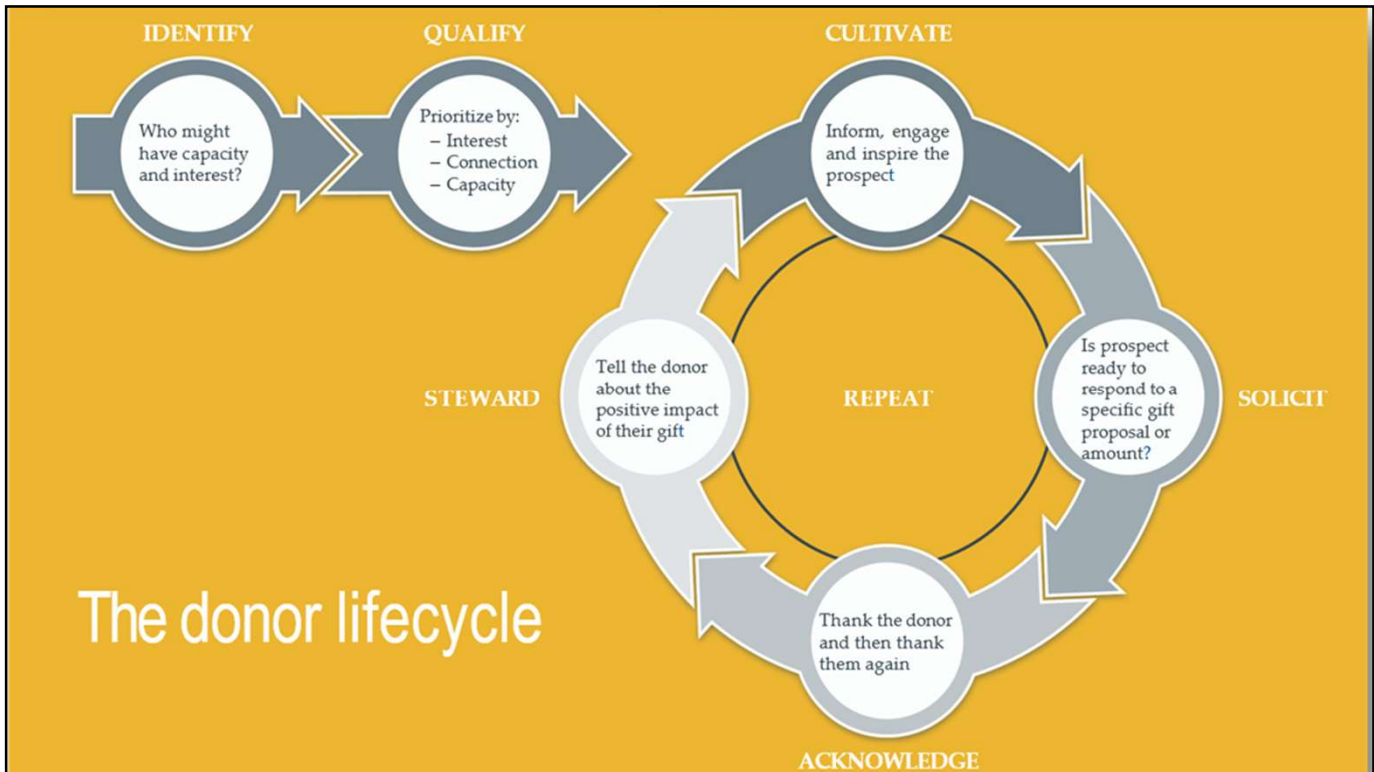 IDENTIFY
Who might
have capacity
and interest?
QUALIFY
Prioritize by:
– Interest
– Connection
– Capacity
CULTIVATE
Inform, engage
and inspire the
prospect
SOLICIT
Is prospect
ready to
respond to a
specific gift
proposal or
amount?
ACKNOWLEDGE
Thank the donor
and then thank
them again
STEWARD
Tell the donor
about the
positive impact
of their gift
REPEAT
The donor lifecycle